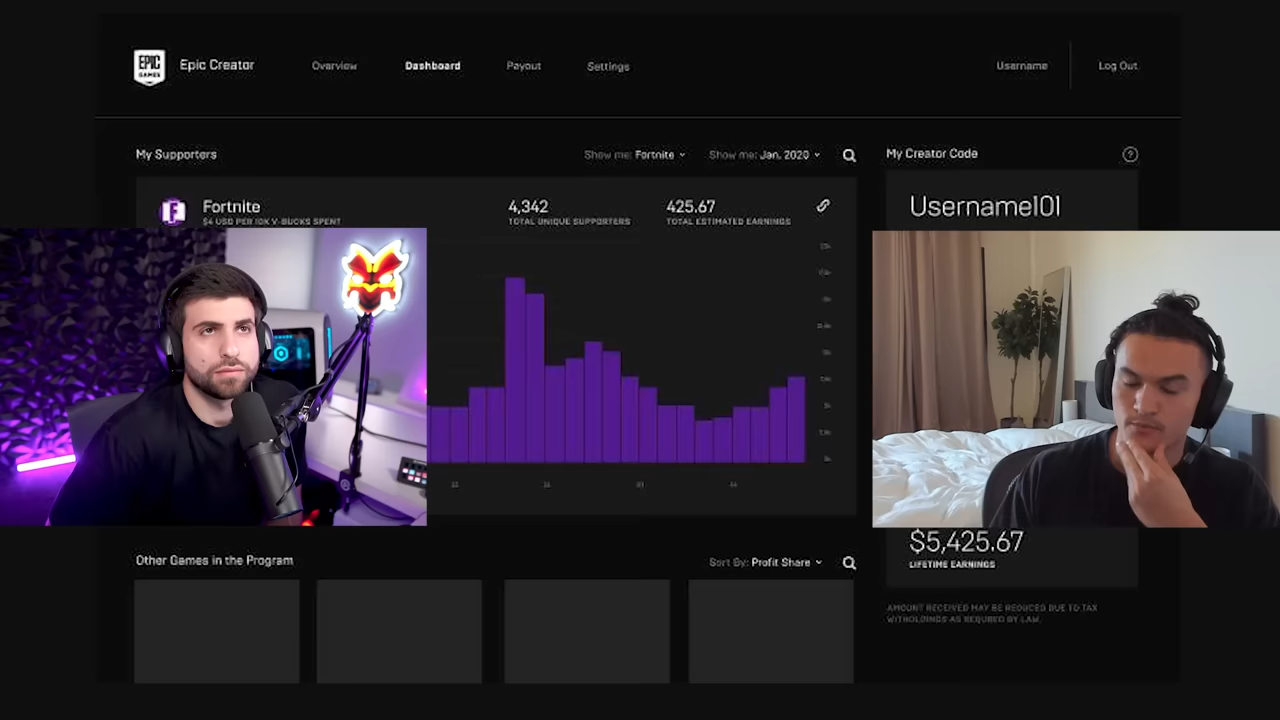 EPIC
GAMES
Epic Creator
Overview
Dashboard
Payout
Settings
Username
Log Out
My Supporters
Show me: Fortnite
Show me: Jan, 2020
My Creator Code
?
Fortnite
$4 USD PER 10K V-BUCKS SPENT
4,342
TOTAL UNIQUE SUPPORTERS
425.67
TOTAL ESTIMATED EARNINGS
Username101
$5,425.67
LIFETIME EARNINGS
Other Games in the Program
Sort By: Profit Share
AMOUNT RECEIVED MAY BE REDUCED DUE TO TAX
WITHOLDINGS AS REQUIRED BY LAW.